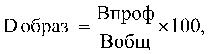 D образ = Впроф / Вобщ ×100,